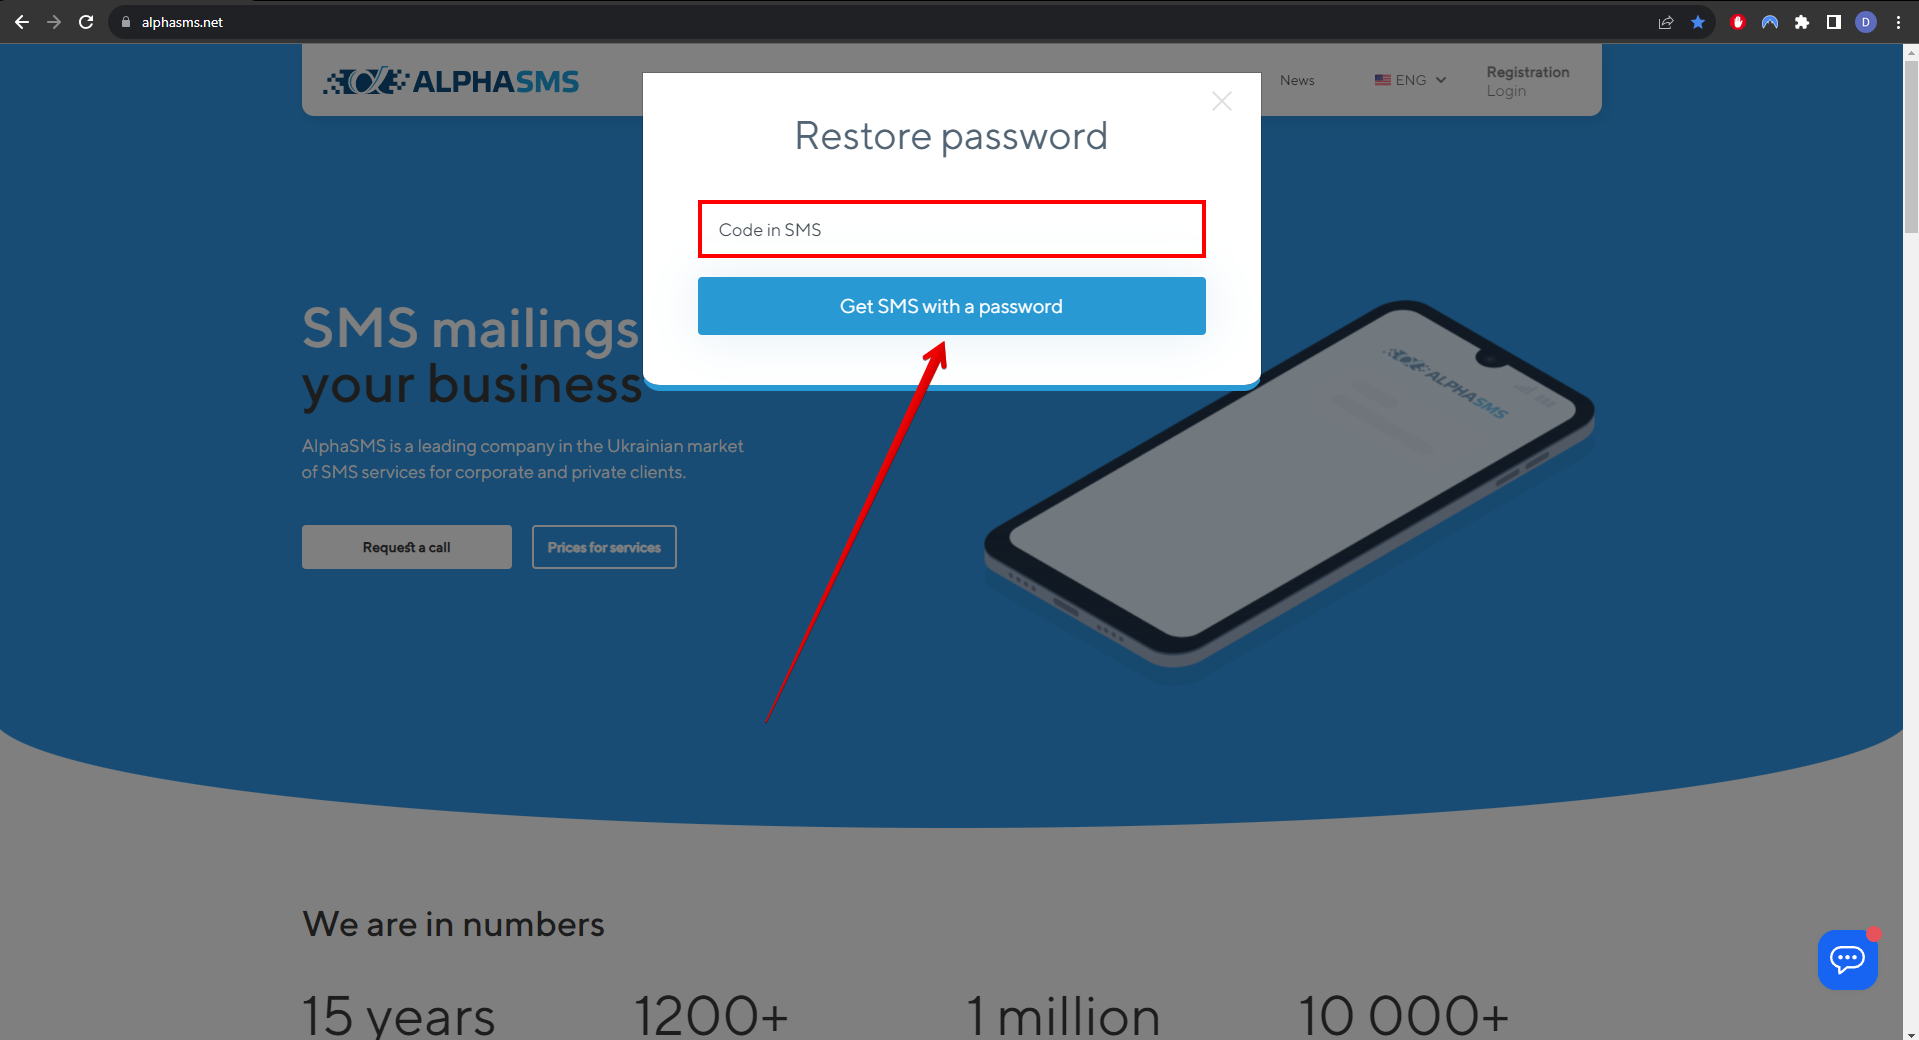 alphasms.net
D
ALPHASMS
News
ENG
Registration
Login
Restore password
Code in SMS
Get SMS with a password
SMS mailings
your business
AlphaSMS is a leading company in the Ukrainian market
of SMS services for corporate and private clients.
Request a call
Prices for services
ALPHASMS
We are in numbers
15 years
1200+
1 million
10 000+